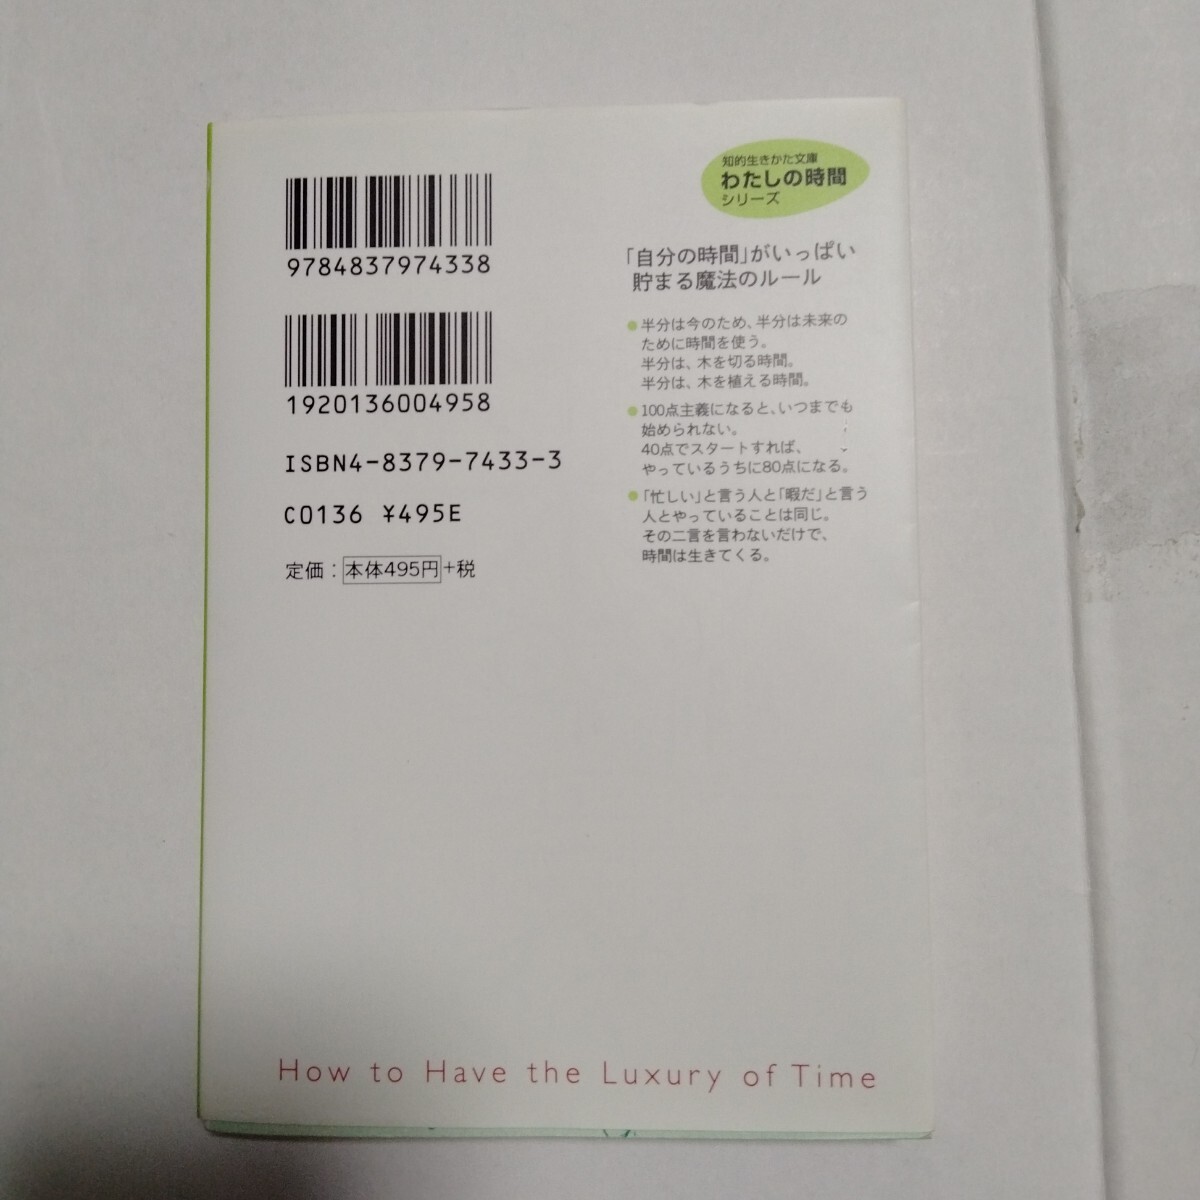 9784837974338
1920136004958
ISBN4-8379-7433-3
C0136 ¥495E
定価：本体495円+税
知的生きかた文庫
わたしの時間
シリーズ
「自分の時間」がいっぱい
貯まる魔法のルール
● 半分は今のため、半分は未来の
ために時間を使う。
半分は、木を切る時間。
半分は、木を植える時間。
● 100点主義になると、いつまでも
始められない。
40点でスタートすれば、
やっているうちに80点になる。
● 「忙しい」と言う人と「暇だ」と言う
人とやっていることは同じ。
その二言を言わないだけで、
時間は生きてくる。
How to Have the Luxury of Time